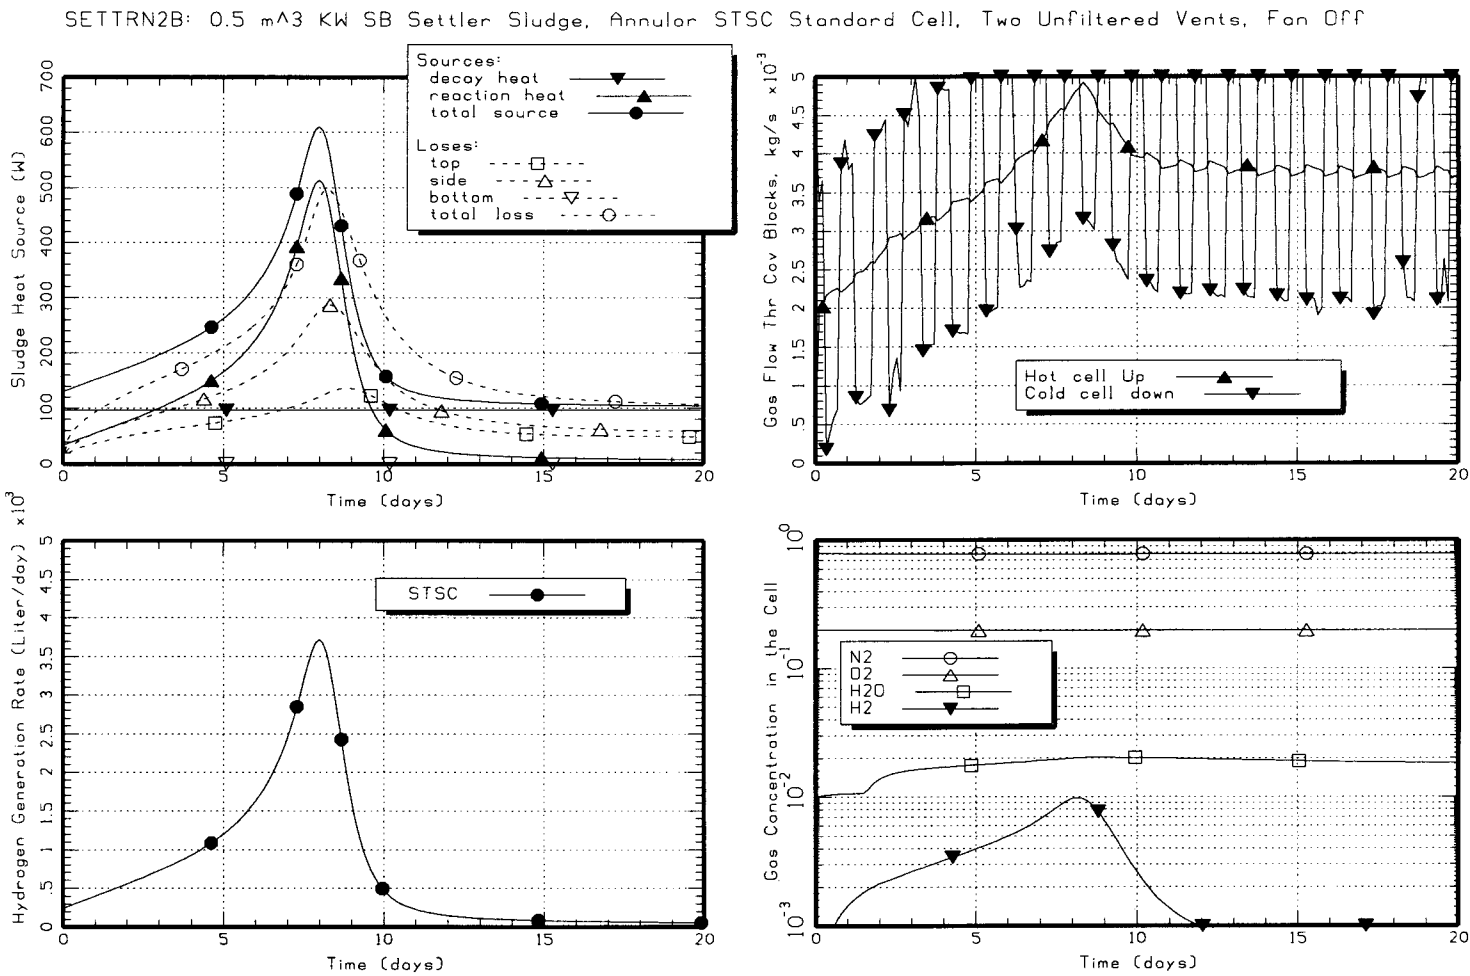 SETTRN2B: 0.5 m^3 KW SB Settler Sludge, Annular STSC Standard Cell, Two Unfiltered Vents, Fan Off
Sludge Heat Source (W)
700
600
500
400
300
200
100
0
Sources:
decay heat
reaction heat
total source
Loses:
top
side
bottom
total loss
0 5 10 15 20
Time (days)
Gas Flow Thr Cov Blocks, kg/s ×10⁻³
5
4.5
4
3.5
3
2.5
2
1.5
1
.5
0
Hot cell Up
Cold cell down
0 5 10 15 20
Time (days)
Hydrogen Generation Rate (Liter/day) ×10³
5
4.5
4
3.5
3
2.5
2
1.5
1
.5
0
STSC
0 5 10 15 20
Time (days)
Gas Concentration in the Cell
10⁰
10⁻¹
10⁻²
10⁻³
N2
O2
H2O
H2
0 5 10 15 20
Time (days)